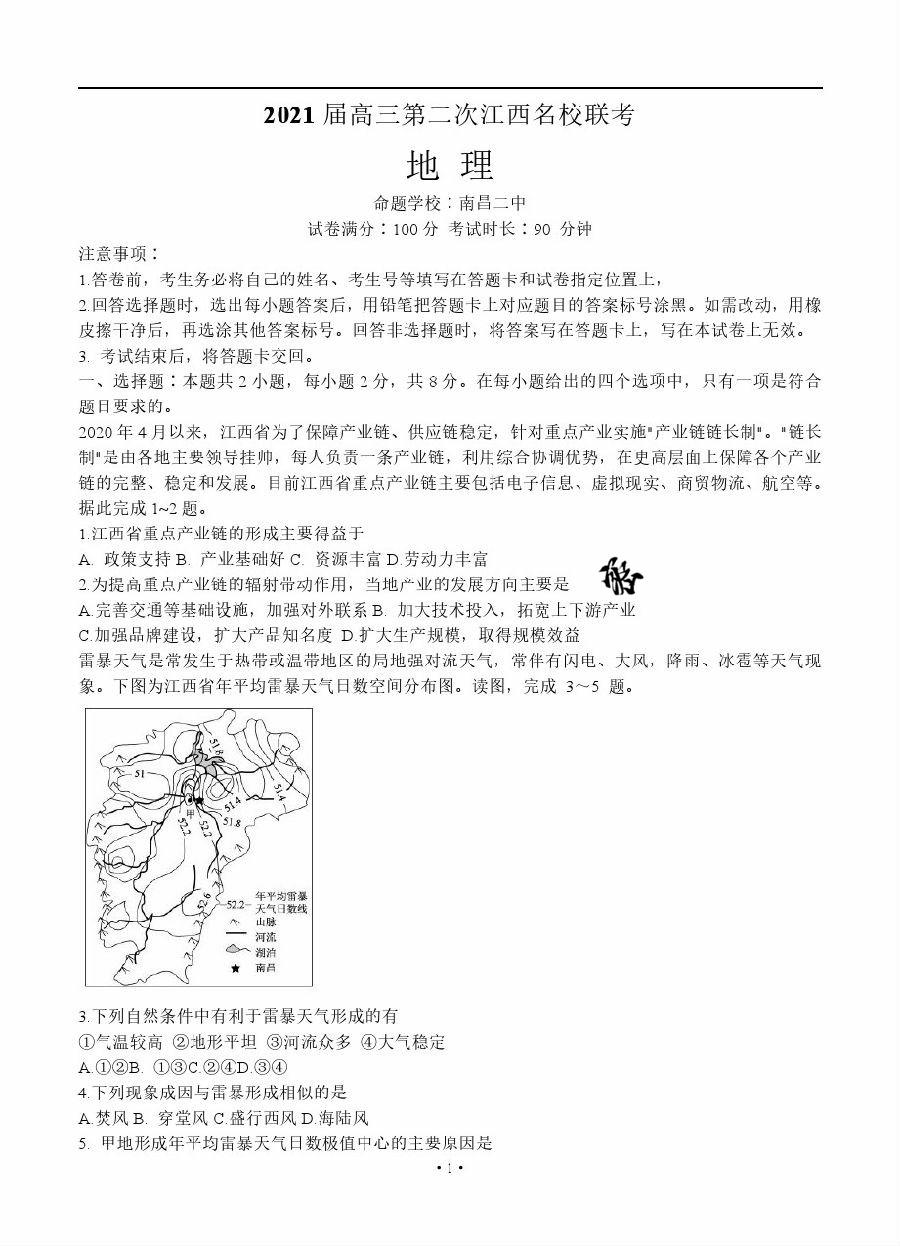 2021 届高三第二次江西名校联考
地 理
命题学校：南昌二中
试卷满分：100 分 考试时长：90 分钟
注意事项：
1.答卷前，考生务必将自己的姓名、考生号等填写在答题卡和试卷指定位置上，
2.回答选择题时，选出每小题答案后，用铅笔把答题卡上对应题目的答案标号涂黑。如需改动，用橡
皮擦干净后，再选涂其他答案标号。回答非选择题时，将答案写在答题卡上，写在本试卷上无效。
3. 考试结束后，将答题卡交回。
一、选择题：本题共 2 小题，每小题 2 分，共 8 分。在每小题给出的四个选项中，只有一项是符合
题目要求的。
2020 年 4 月以来，江西省为了保障产业链、供应链稳定，针对重点产业实施"产业链链长制"。"链长
制"是由各地主要领导挂帅，每人负责一条产业链，利用综合协调优势，在更高层面上保障各个产业
链的完整、稳定和发展。目前江西省重点产业链主要包括电子信息、虚拟现实、商贸物流、航空等。
据此完成 1~2 题。
1.江西省重点产业链的形成主要得益于
A. 政策支持 B. 产业基础好 C. 资源丰富 D.劳动力丰富
2.为提高重点产业链的辐射带动作用，当地产业的发展方向主要是
A.完善交通等基础设施，加强对外联系 B. 加大技术投入，拓宽上下游产业
C.加强品牌建设，扩大产品知名度 D.扩大生产规模，取得规模效益
雷暴天气是常发生于热带或温带地区的局地强对流天气，常伴有闪电、大风，降雨、冰雹等天气现
象。下图为江西省年平均雷暴天气日数空间分布图。读图，完成 3～5 题。
51.8
51
51.4
51.4
甲
52.2
52.2
51.8
52.6
52.2 年平均雷暴
天气日数线
山脉
河流
湖泊
南昌
3.下列自然条件中有利于雷暴天气形成的有
①气温较高 ②地形平坦 ③河流众多 ④大气稳定
A.①②B. ①③C.②④D.③④
4.下列现象成因与雷暴形成相似的是
A.焚风 B. 穿堂风 C.盛行西风 D.海陆风
5. 甲地形成年平均雷暴天气日数极值中心的主要原因是
• 1 •